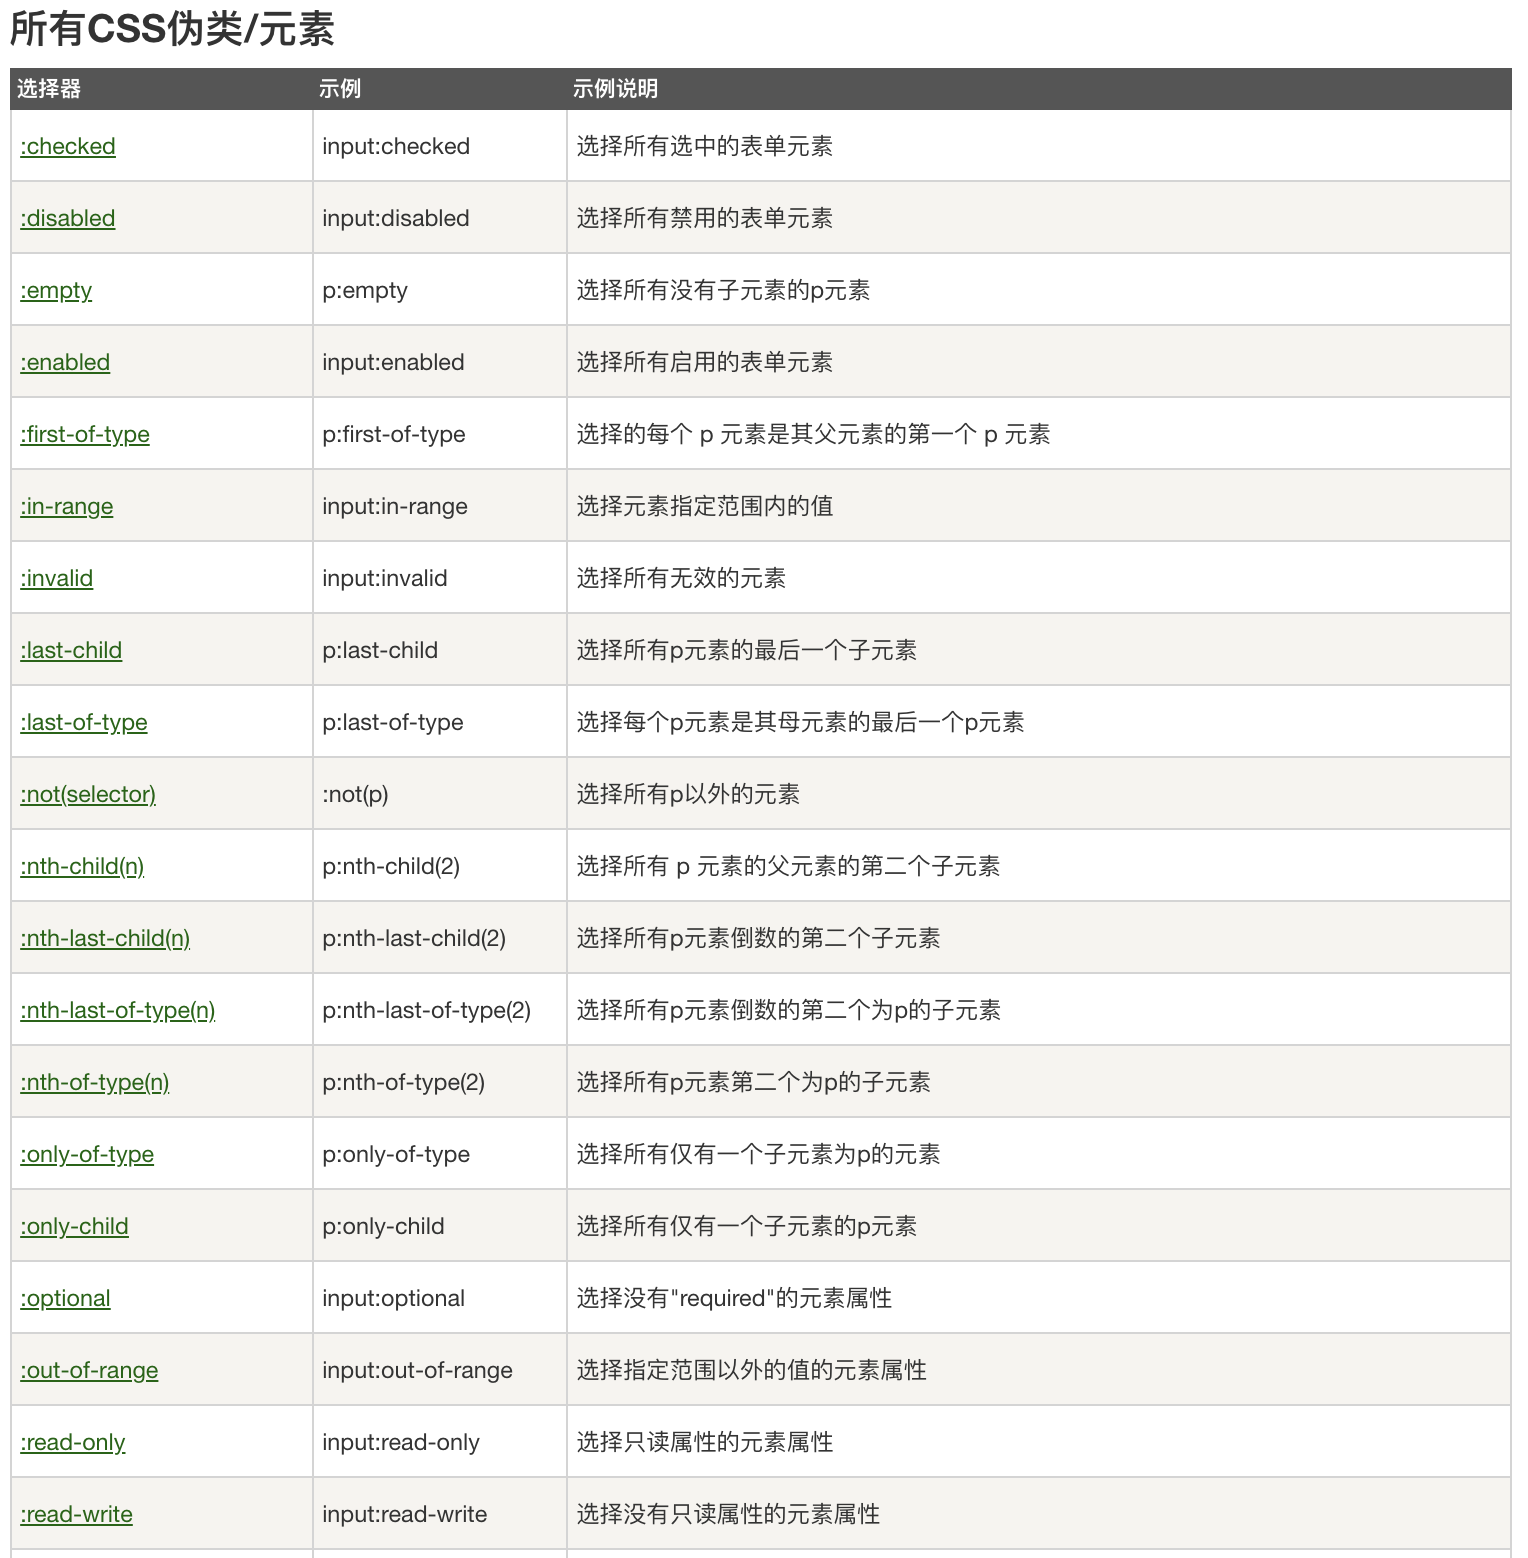 所有CSS伪类/元素
选择器 示例 示例说明
:checked input:checked 选择所有选中的表单元素
:disabled input:disabled 选择所有禁用的表单元素
:empty p:empty 选择所有没有子元素的p元素
:enabled input:enabled 选择所有启用的表单元素
:first-of-type p:first-of-type 选择的每个 p 元素是其父元素的第一个 p 元素
:in-range input:in-range 选择元素指定范围内的值
:invalid input:invalid 选择所有无效的元素
:last-child p:last-child 选择所有p元素的最后一个子元素
:last-of-type p:last-of-type 选择每个p元素是其母元素的最后一个p元素
:not(selector) :not(p) 选择所有p以外的元素
:nth-child(n) p:nth-child(2) 选择所有 p 元素的父元素的第二个子元素
:nth-last-child(n) p:nth-last-child(2) 选择所有p元素倒数的第二个子元素
:nth-last-of-type(n) p:nth-last-of-type(2) 选择所有p元素倒数的第二个为p的子元素
:nth-of-type(n) p:nth-of-type(2) 选择所有p元素第二个为p的子元素
:only-of-type p:only-of-type 选择所有仅有一个子元素为p的元素
:only-child p:only-child 选择所有仅有一个子元素的p元素
:optional input:optional 选择没有"required"的元素属性
:out-of-range input:out-of-range 选择指定范围以外的值的元素属性
:read-only input:read-only 选择只读属性的元素属性
:read-write input:read-write 选择没有只读属性的元素属性